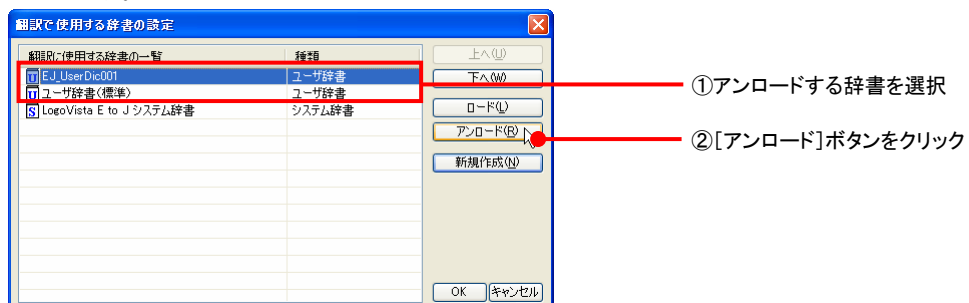 翻訳で使用する辞書の設定
翻訳に使用する辞書の一覧 種類
EJ_UserDic001 ユーザ辞書
ユーザ辞書(標準) ユーザ辞書
LogoVista E to J システム辞書 システム辞書
上へ(U)
下へ(W)
ロード(L)
アンロード(R)
新規作成(N)
OK キャンセル
①アンロードする辞書を選択
②[アンロード]ボタンをクリック